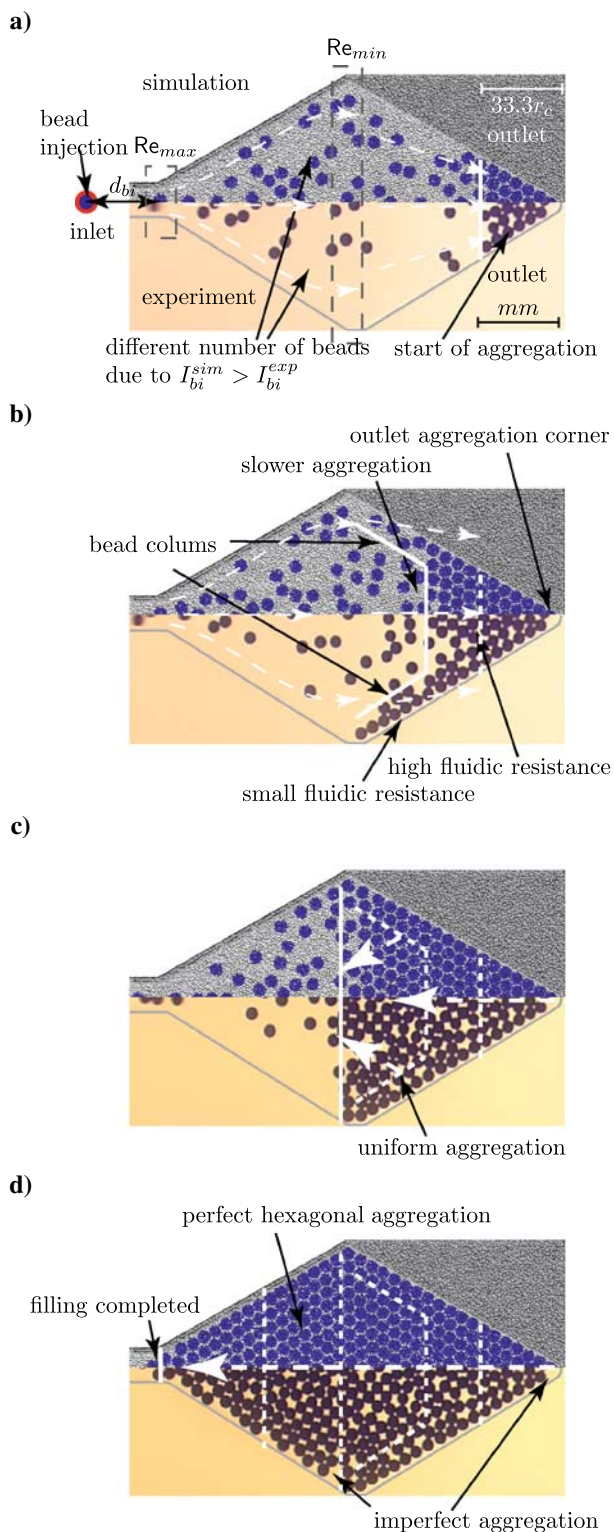 a)
Re_min
simulation
bead
injection
Re_max
33.3r_c
outlet
d_bi
inlet
experiment
outlet
mm
different number of beads
due to I_bi^sim > I_bi^exp
start of aggregation
b)
outlet aggregation corner
slower aggregation
bead colums
high fluidic resistance
small fluidic resistance
c)
uniform aggregation
d)
perfect hexagonal aggregation
filling completed
imperfect aggregation